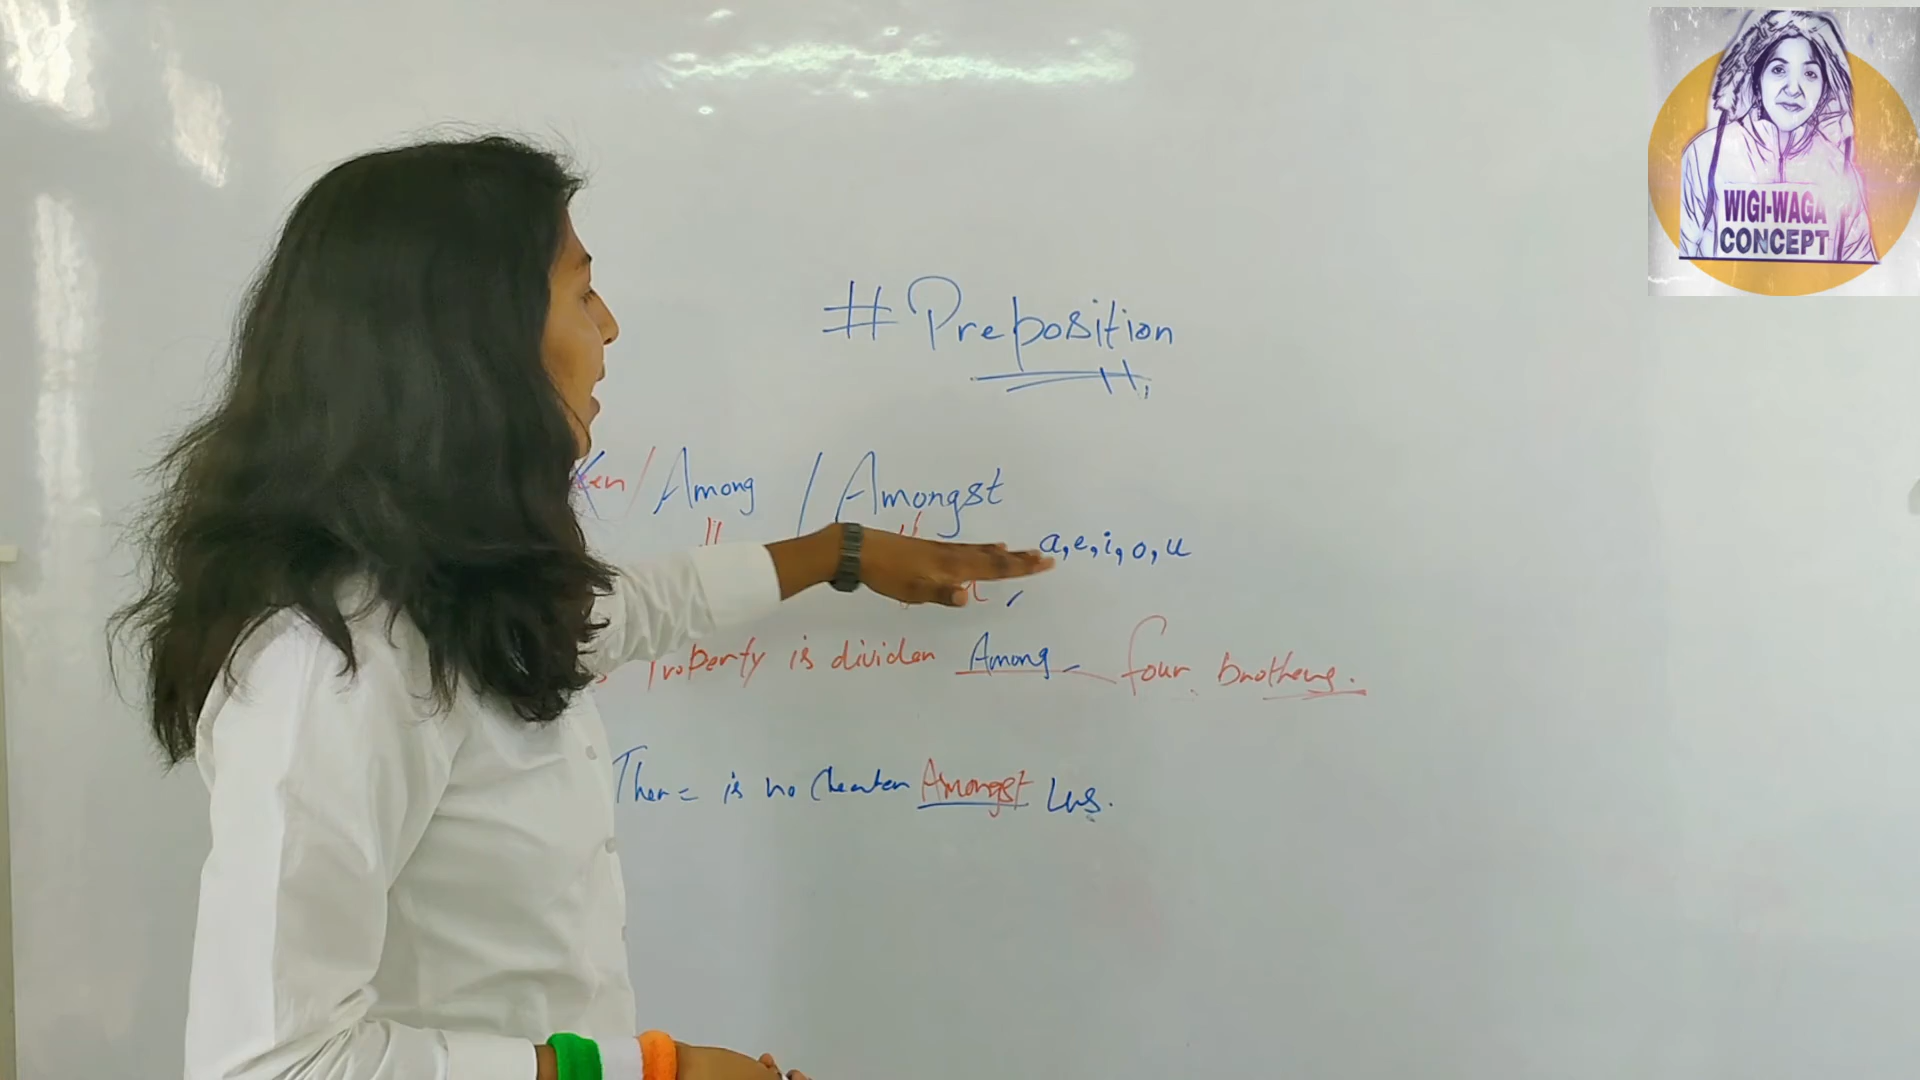 WIGI-WAGA
CONCEPT
# Preposition
/ Among / Amongst
a, e, i, o, u
Property is dividen Among four brothers.
There is no Cheater Amongst Us.